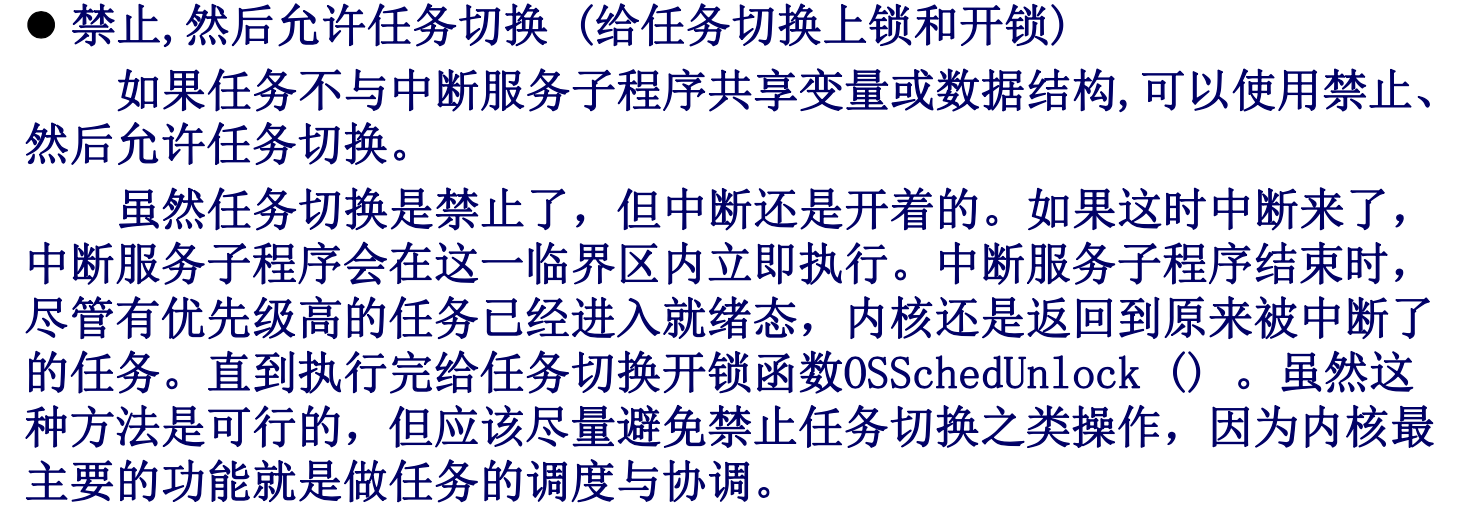 ● 禁止,然后允许任务切换 (给任务切换上锁和开锁)
如果任务不与中断服务子程序共享变量或数据结构,可以使用禁止、
然后允许任务切换。
虽然任务切换是禁止了，但中断还是开着的。如果这时中断来了，
中断服务子程序会在这一临界区内立即执行。中断服务子程序结束时，
尽管有优先级高的任务已经进入就绪态，内核还是返回到原来被中断了
的任务。直到执行完给任务切换开锁函数OSSchedUnlock () 。虽然这
种方法是可行的，但应该尽量避免禁止任务切换之类操作，因为内核最
主要的功能就是做任务的调度与协调。